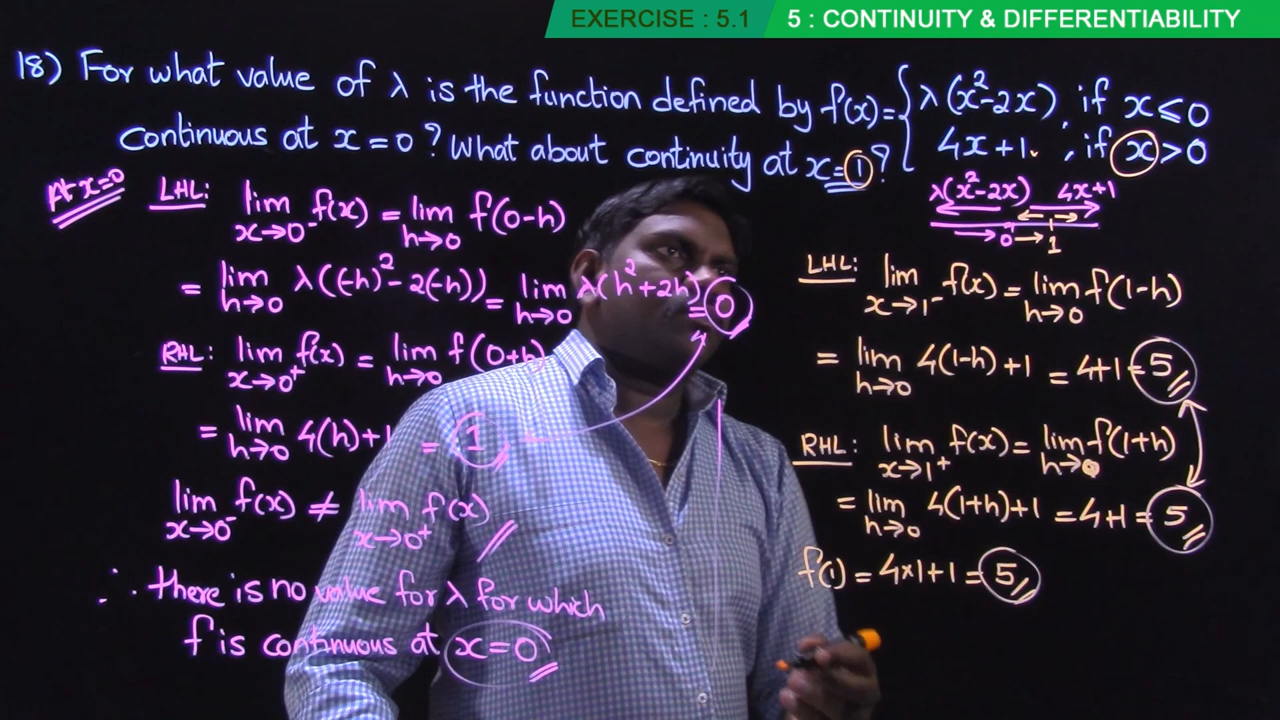 EXERCISE : 5.1 5 : CONTINUITY & DIFFERENTIABILITY
18) For what value of λ is the function defined by f(x) = { λ(x²-2x), if x ≤ 0
4x+1, if x > 0
continuous at x=0? What about continuity at x=1?
At x=0
LHL: lim x→0⁻ f(x) = lim h→0 f(0-h)
= lim h→0 λ((-h)²-2(-h)) = lim h→0 λ(h²+2h) = 0
RHL: lim x→0⁺ f(x) = lim h→0 f(0+h)
= lim h→0 4(h)+1 = 1
lim x→0⁻ f(x) ≠ lim x→0⁺ f(x)
∴ there is no value for λ for which
f is continuous at x=0
λ(x²-2x) 4x+1
0 1
LHL: lim x→1⁻ f(x) = lim h→0 f(1-h)
= lim h→0 4(1-h)+1 = 4+1 = 5
RHL: lim x→1⁺ f(x) = lim h→0 f(1+h)
= lim h→0 4(1+h)+1 = 4+1 = 5
f(1) = 4×1+1 = 5